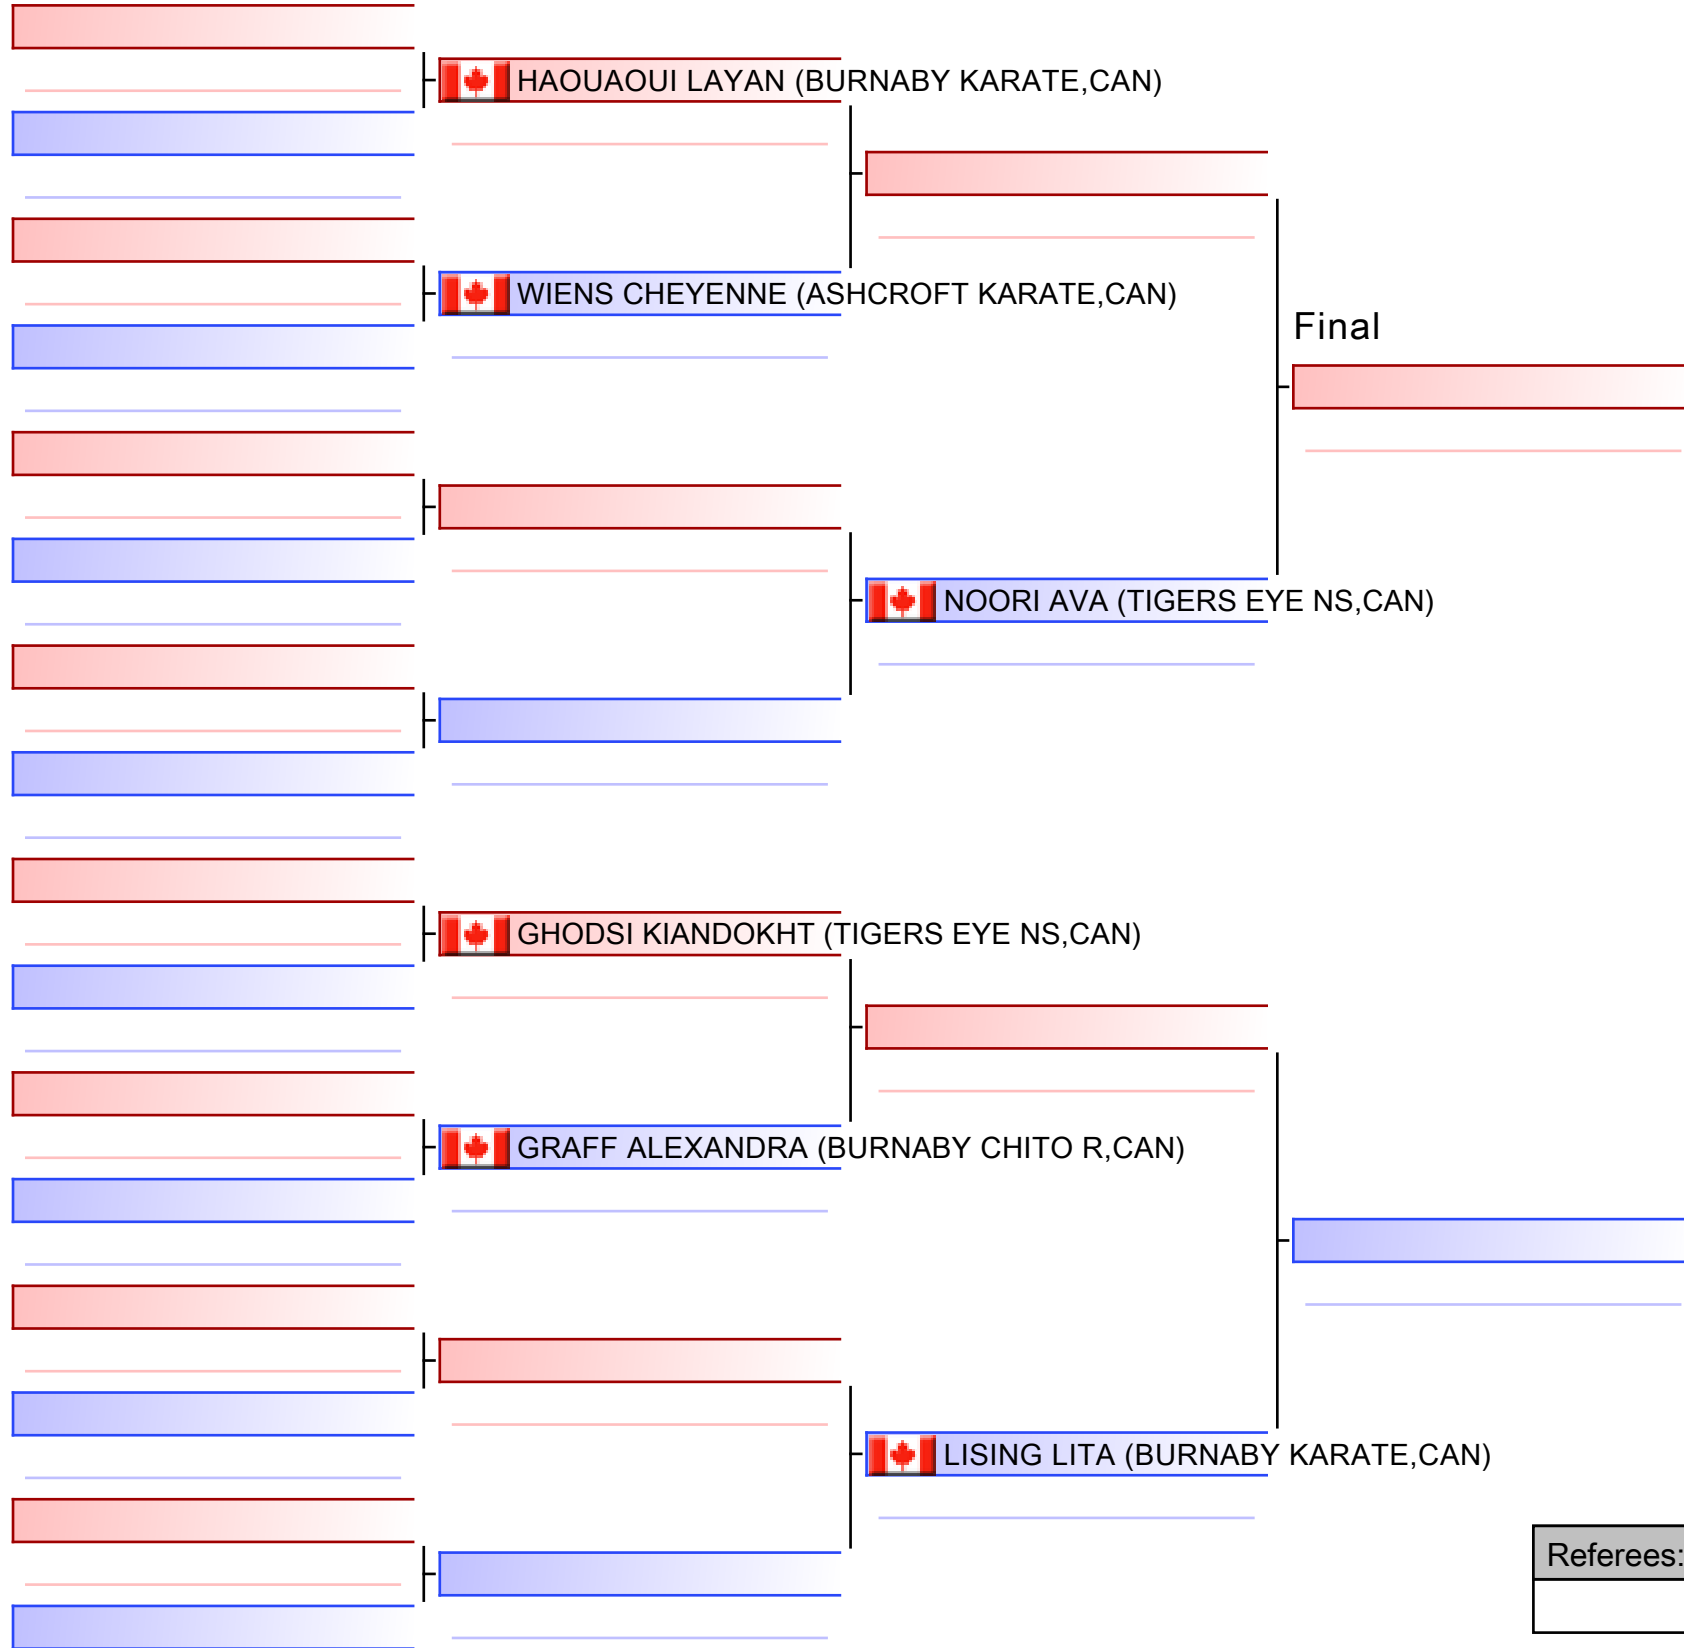 HAOUAOUI LAYAN (BURNABY KARATE,CAN)
WIENS CHEYENNE (ASHCROFT KARATE,CAN)
Final
NOORI AVA (TIGERS EYE NS,CAN)
GHODSI KIANDOKHT (TIGERS EYE NS,CAN)
GRAFF ALEXANDRA (BURNABY CHITO R,CAN)
LISING LITA (BURNABY KARATE,CAN)
Referees: